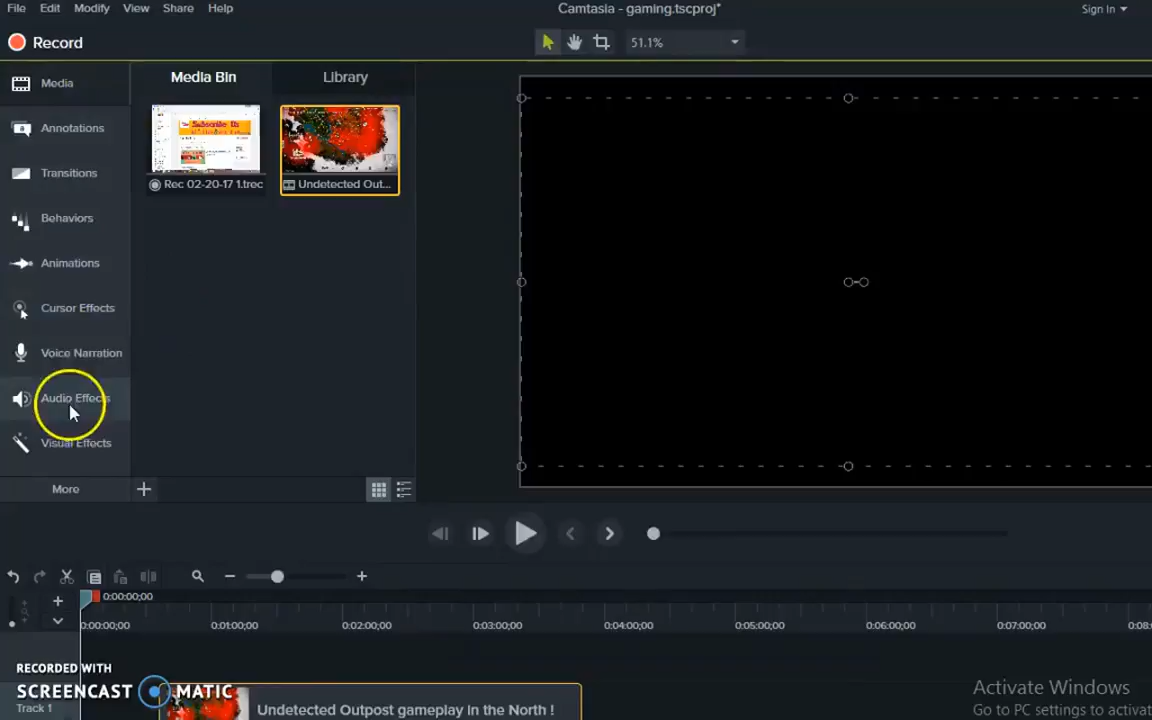 File Edit Modify View Share Help
Camtasia - gaming.tscproj*
Sign In
Record
51.1%
Media
Media Bin
Library
Annotations
Transitions
Rec 02-20-17 1.trec
Undetected Out...
Behaviors
Animations
Cursor Effects
Voice Narration
Audio Effects
Visual Effects
More
0:00:00;00
0:00:00;00 0:01:00;00 0:02:00;00 0:03:00;00 0:04:00;00 0:05:00;00 0:06:00;00 0:07:00;00 0:08:
RECORDED WITH
SCREENCAST MATIC
Activate Windows
Go to PC settings to activat
Track 1
Undetected Outpost gameplay in the North !